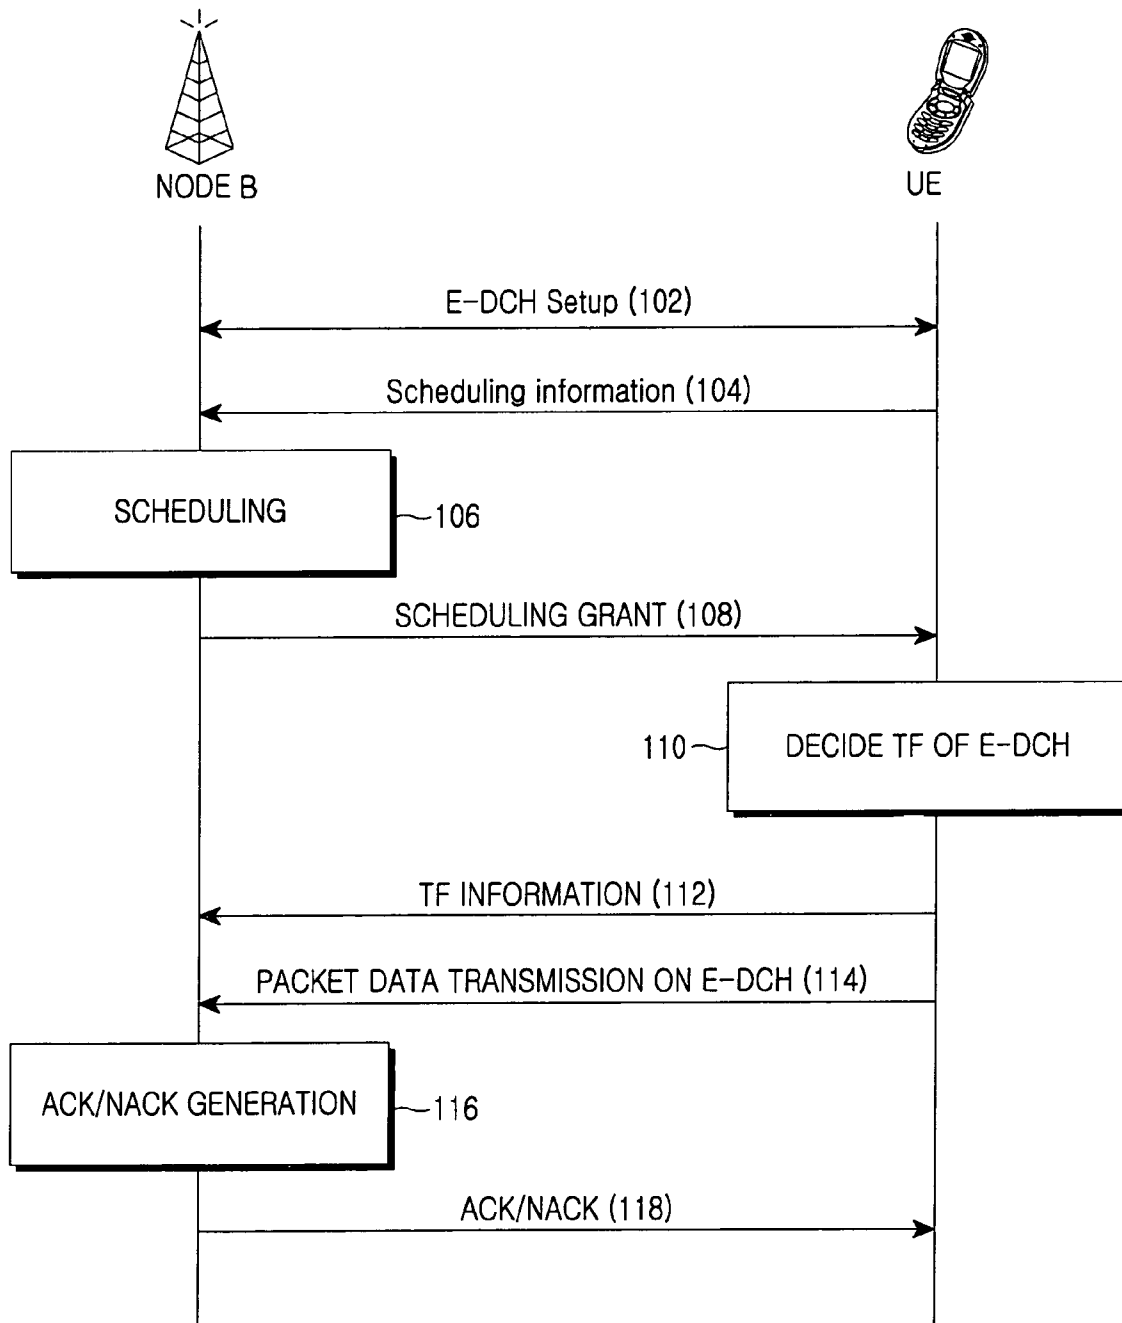 NODE B
UE
E-DCH Setup (102)
Scheduling information (104)
SCHEDULING
106
SCHEDULING GRANT (108)
110
DECIDE TF OF E-DCH
TF INFORMATION (112)
PACKET DATA TRANSMISSION ON E-DCH (114)
ACK/NACK GENERATION
116
ACK/NACK (118)